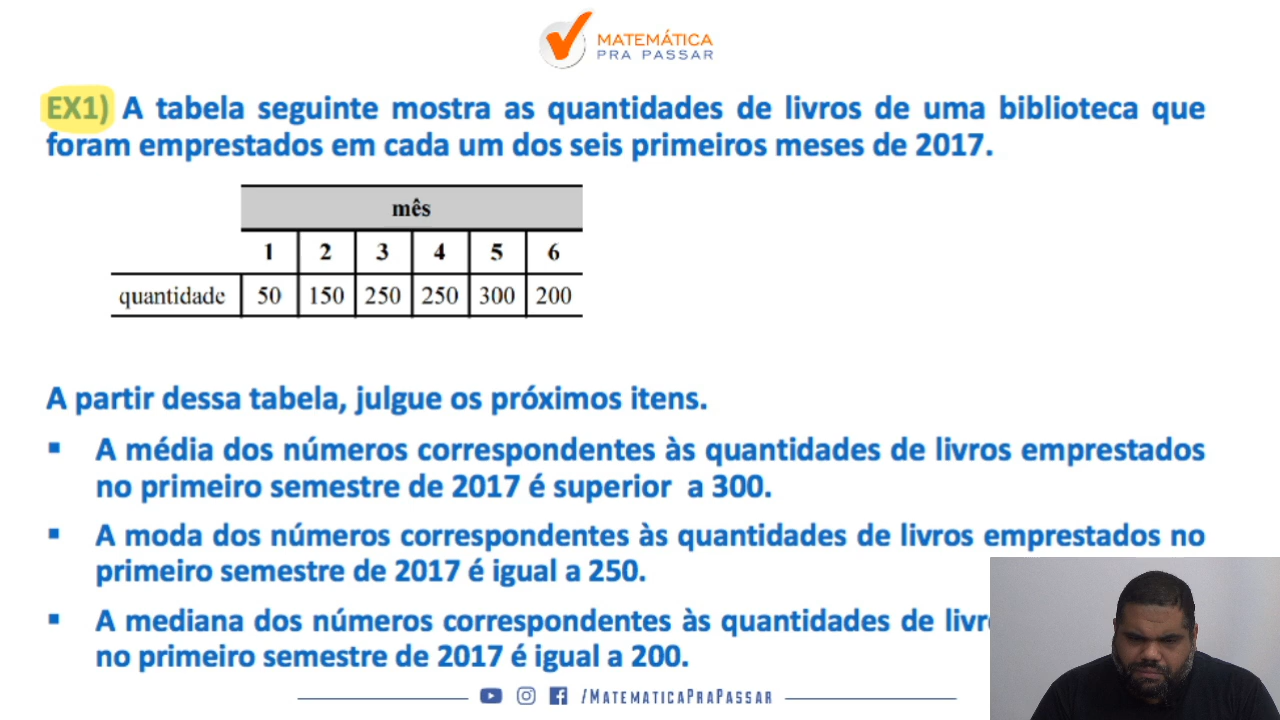 MATEMÁTICA
PRA PASSAR
EX1) A tabela seguinte mostra as quantidades de livros de uma biblioteca que
foram emprestados em cada um dos seis primeiros meses de 2017.
mês
1 2 3 4 5 6
quantidade 50 150 250 250 300 200
A partir dessa tabela, julgue os próximos itens.
▪ A média dos números correspondentes às quantidades de livros emprestados
no primeiro semestre de 2017 é superior a 300.
▪ A moda dos números correspondentes às quantidades de livros emprestados no
primeiro semestre de 2017 é igual a 250.
▪ A mediana dos números correspondentes às quantidades de
no primeiro semestre de 2017 é igual a 200.
/MATEMATICAPRAPASSAR